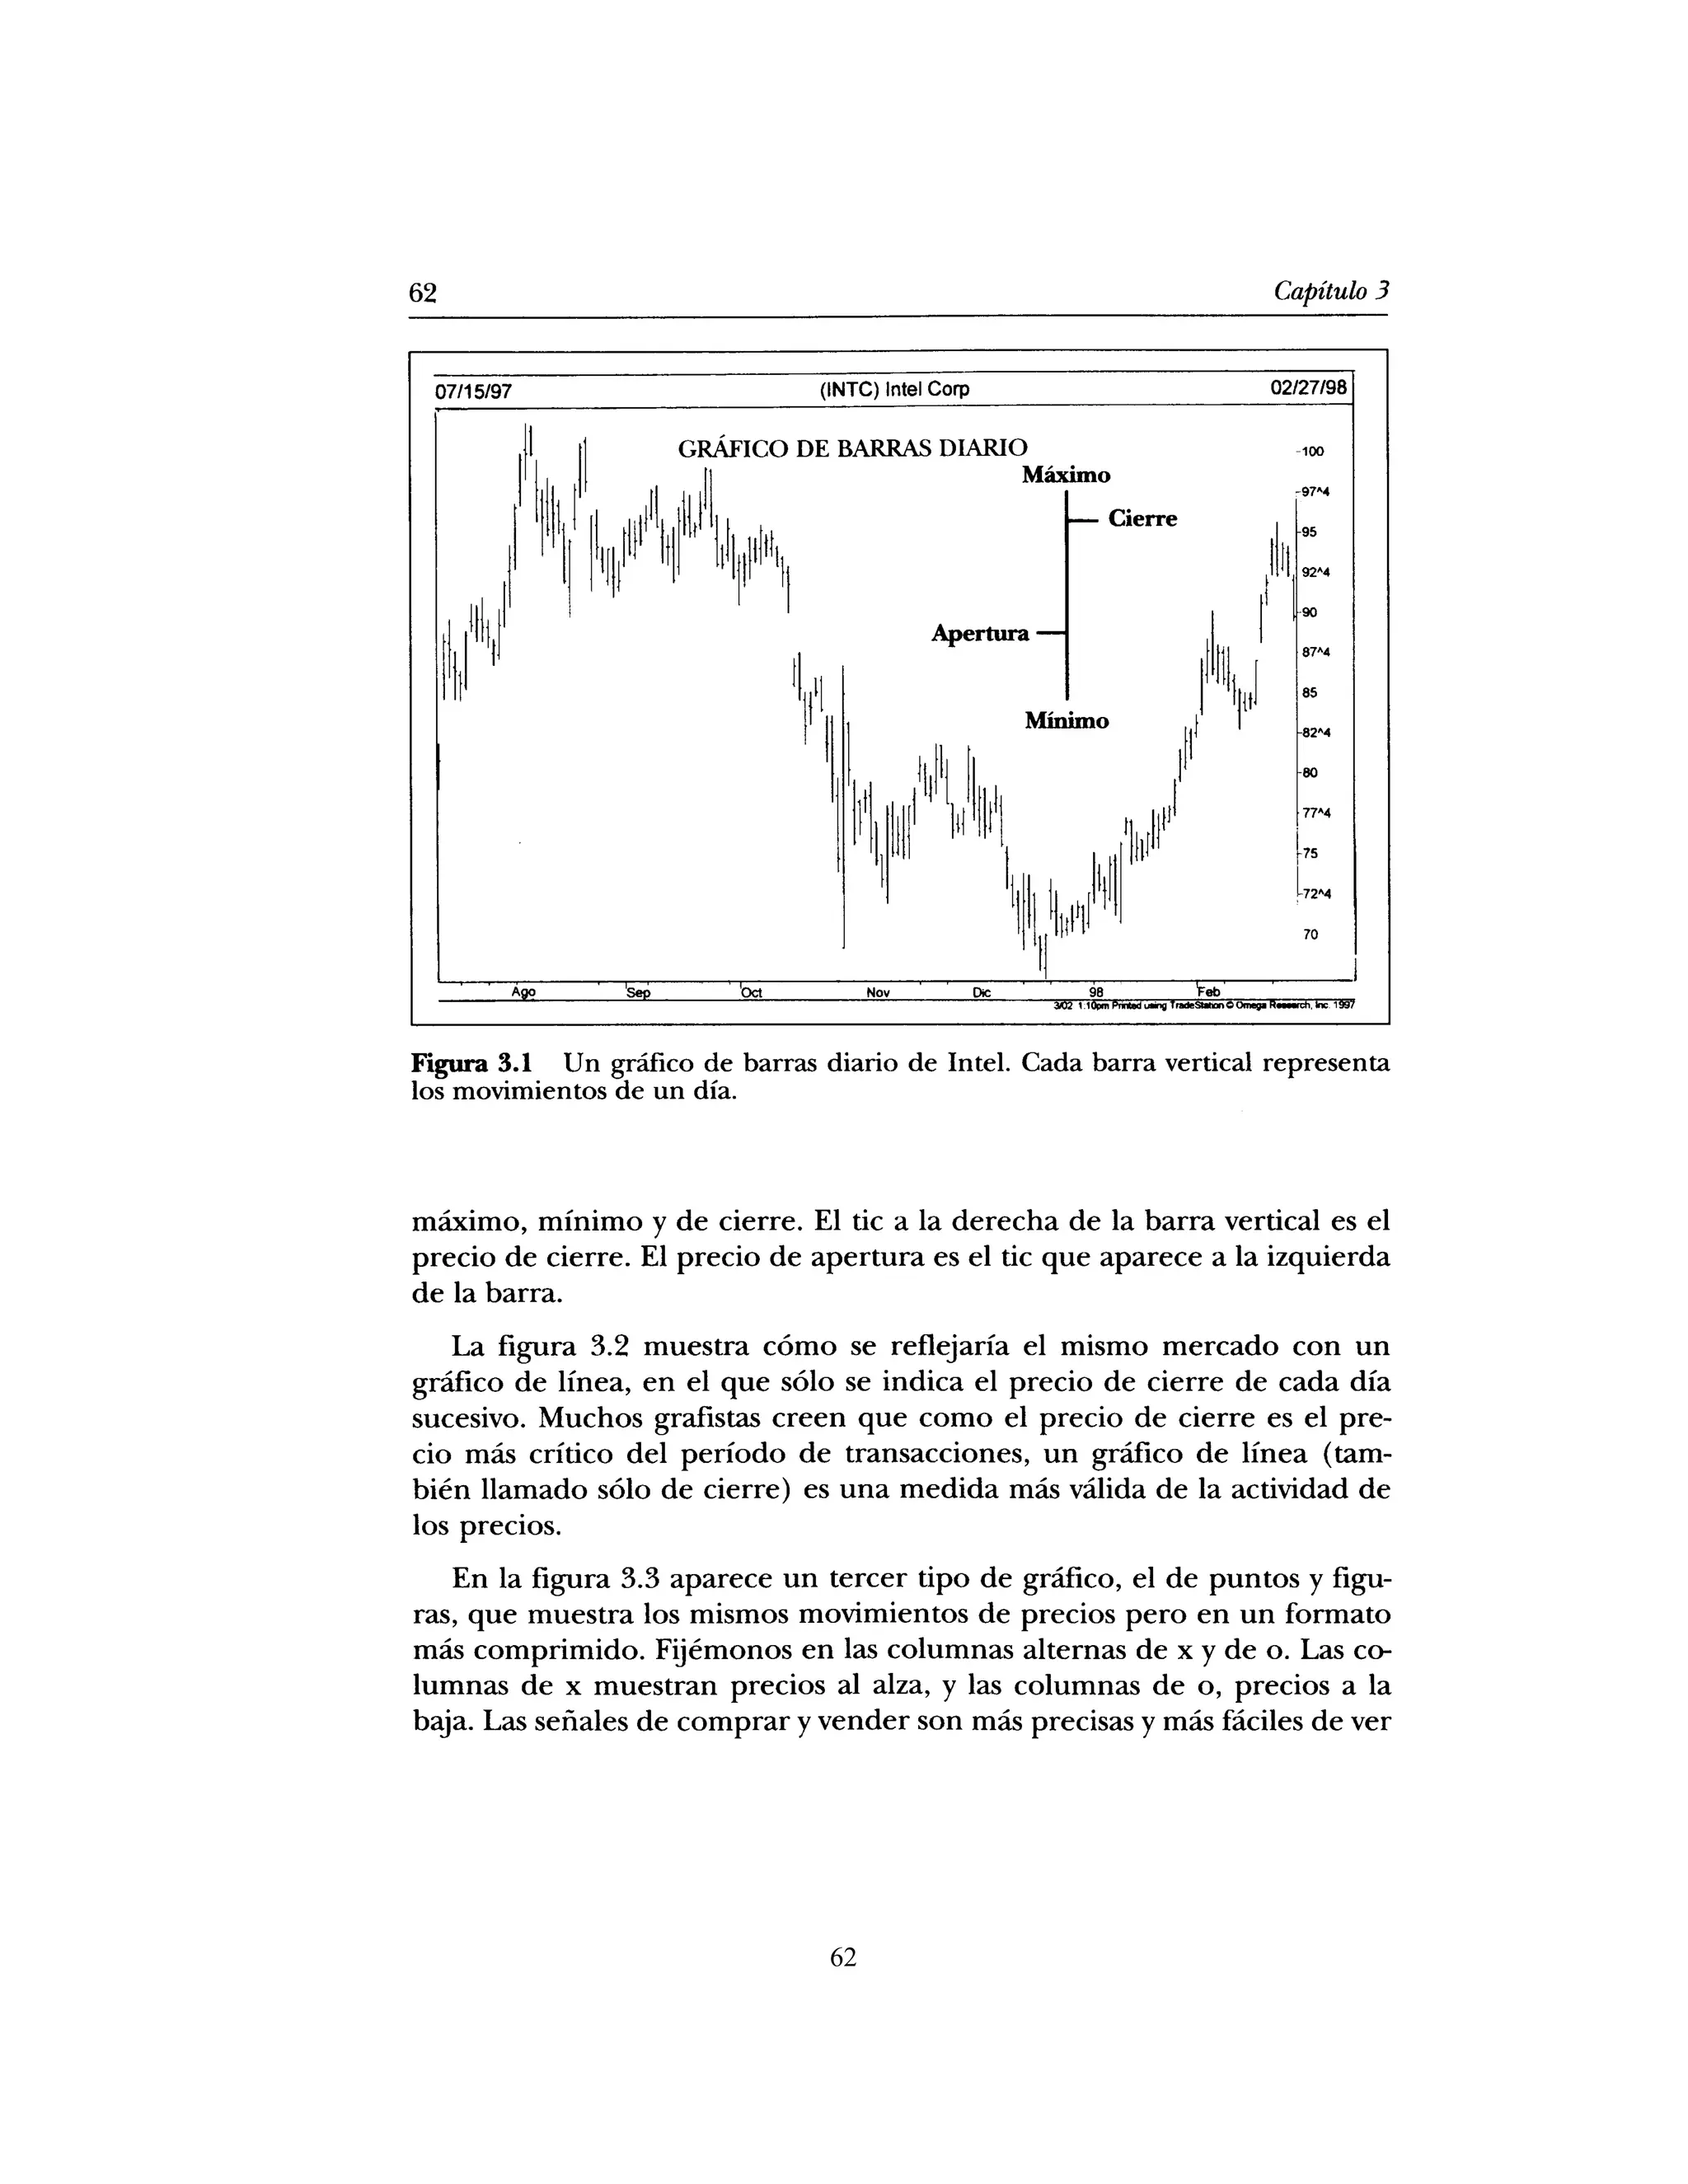 62 Capítulo 3
07/15/97 (INTC) Intel Corp 02/27/98
GRÁFICO DE BARRAS DIARIO
Máximo
Cierre
Apertura
Mínimo
100
97^4
95
92^4
90
87^4
85
82^4
80
77^4
75
72^4
70
Ago Sep Oct Nov Dic 98 Feb
3/02 1:10pm Printed using TradeStation © Omega Research, Inc. 1997
Figura 3.1 Un gráfico de barras diario de Intel. Cada barra vertical representa
los movimientos de un día.
máximo, mínimo y de cierre. El tic a la derecha de la barra vertical es el
precio de cierre. El precio de apertura es el tic que aparece a la izquierda
de la barra.
La figura 3.2 muestra cómo se reflejaría el mismo mercado con un
gráfico de línea, en el que sólo se indica el precio de cierre de cada día
sucesivo. Muchos grafistas creen que como el precio de cierre es el pre-
cio más crítico del período de transacciones, un gráfico de línea (tam-
bién llamado sólo de cierre) es una medida más válida de la actividad de
los precios.
En la figura 3.3 aparece un tercer tipo de gráfico, el de puntos y figu-
ras, que muestra los mismos movimientos de precios pero en un formato
más comprimido. Fijémonos en las columnas alternas de x y de o. Las co-
lumnas de x muestran precios al alza, y las columnas de o, precios a la
baja. Las señales de comprar y vender son más precisas y más fáciles de ver
62